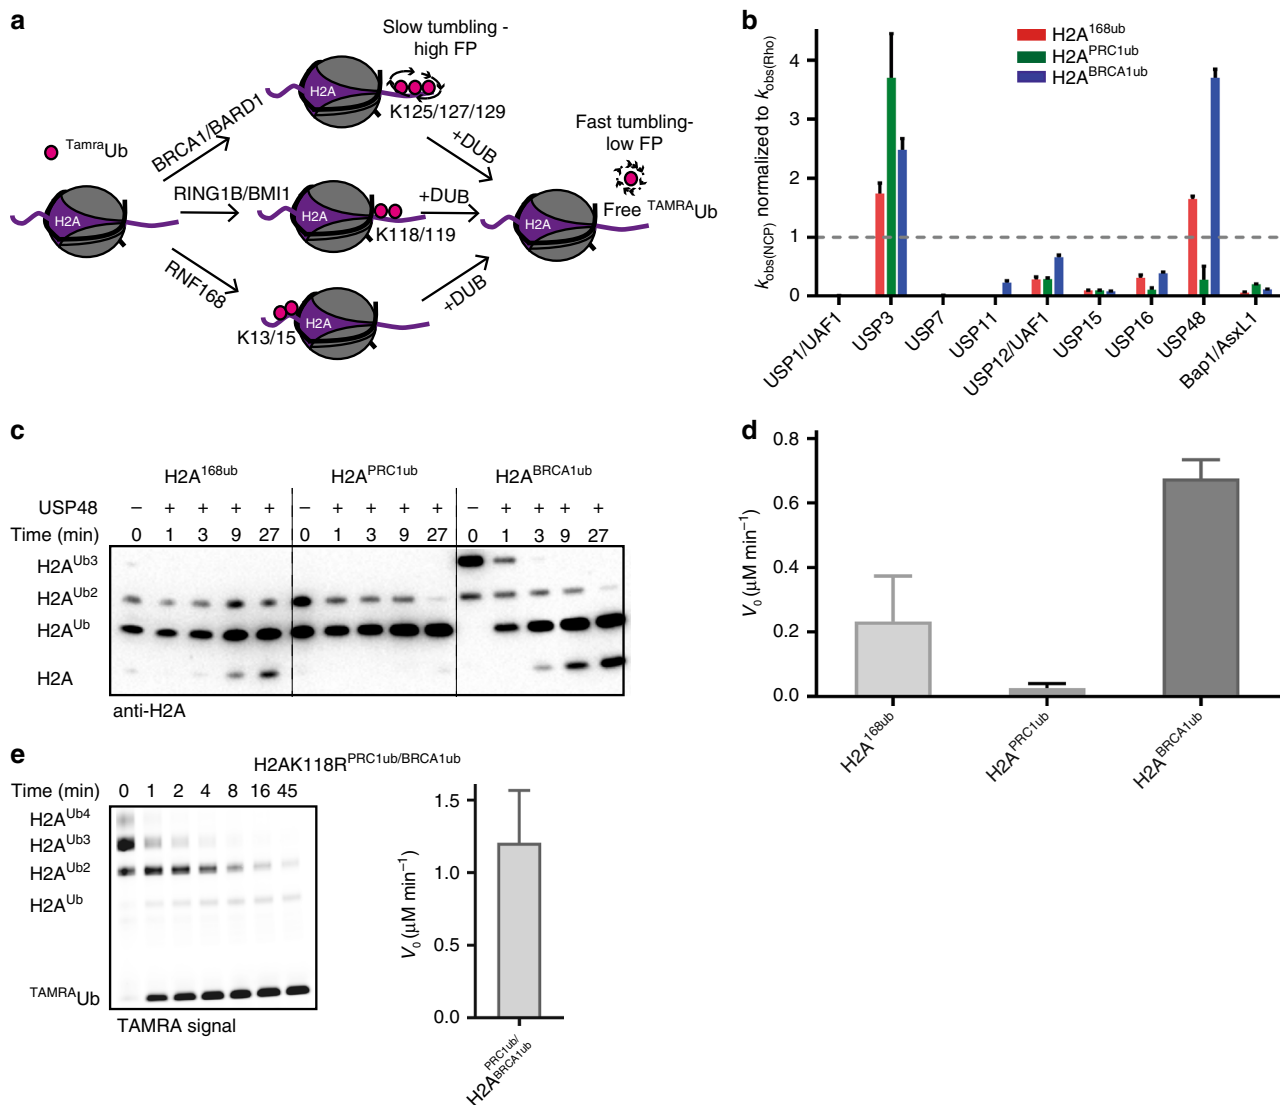 a
Slow tumbling -
high FP
H2A
K125/127/129
BRCA1/BARD1
+DUB
Fast tumbling-
low FP
TamraUb
RING1B/BMI1
+DUB
H2A
H2A
H2A
Free TAMRAUb
K118/119
RNF168
+DUB
H2A
K13/15
b
H2A168ub
H2APRC1ub
H2ABRCA1ub
kobs(NCP) normalized to kobs(Rho)
4
3
2
1
0
USP1/UAF1
USP3
USP7
USP11
USP12/UAF1
USP15
USP16
USP48
Bap1/AsxL1
c
H2A168ub H2APRC1ub H2ABRCA1ub
USP48 – + + + + – + + + + – + + + +
Time (min) 0 1 3 9 27 0 1 3 9 27 0 1 3 9 27
H2AUb3
H2AUb2
H2AUb
H2A
anti-H2A
d
V0 (μM min−1)
0.8
0.6
0.4
0.2
0.0
H2A168ub
H2APRC1ub
H2ABRCA1ub
e
H2AK118RPRC1ub/BRCA1ub
Time (min) 0 1 2 4 8 16 45
H2AUb4
H2AUb3
H2AUb2
H2AUb
TAMRAUb
TAMRA signal
V0 (μM min−1)
1.5
1.0
0.5
0.0
PRC1ub/
H2ABRCA1ub